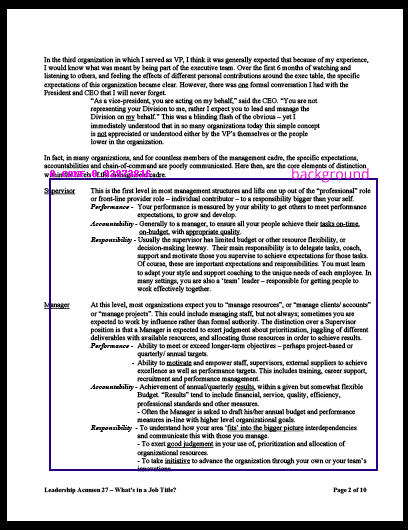 In the third organization in which I served as VP, I think it was generally expected that because of my experience,
I would know what was meant by being part of the executive team. Over the first 6 months of watching and
listening to others, and feeling the effects of different personal contributions around the exec table, the specific
expectations of this organization became clear. However, there was one formal conversation I had with the
President and CEO that I will never forget.
"As a vice-president, you are acting on my behalf," said the CEO. "You are not
representing your Division to me, rather I expect you to lead and manage the
Division on my behalf." This was a blinding flash of the obvious – yet I
immediately understood that in so many organizations today this simple concept
is not appreciated or understood either by the VP's themselves or the people
lower in the organization.
In fact, in many organizations, and for countless members of the management cadre, the specific expectations,
accountabilities and chain-of-command are poorly communicated. Here then, are the core elements of distinction
cadre.
background
Supervisor
This is the first level in most management structures and lifts one up out of the "professional" role
or front-line provider role – individual contributor – to a responsibility bigger than your self.
Performance - Your performance is measured by your ability to get others to meet performance
expectations, to grow and develop.
Accountability - Generally to a manager, to ensure all your people achieve their tasks on-time,
on-budget, with appropriate quality.
Responsibility - Usually the supervisor has limited budget or other resource flexibility, or
decision-making leeway. Their main responsibility is to delegate tasks, coach,
support and motivate those you supervise to achieve expectations for those tasks.
Of course, these are important expectations and responsibilities. You must learn
to adapt your style and support coaching to the unique needs of each employee. In
many settings, you are also a 'team' leader – responsible for getting people to
work effectively together.
Manager
At this level, most organizations expect you to "manage resources", or "manage clients/ accounts"
or "manage projects". This could include managing staff, but not always; sometimes you are
expected to work by influence rather than formal authority. The distinction over a Supervisor
position is that a Manager is expected to exert judgment about prioritization, juggling of different
deliverables with available resources, and allocating those resources in order to achieve results.
Performance - Ability to meet or exceed longer-term objectives – perhaps project-based or
quarterly/ annual targets.
- Ability to motivate and empower staff, supervisors, external suppliers to achieve
excellence as well as performance targets. This includes training, career support,
recruitment and performance management.
Accountability - Achievement of annual/quarterly results, within a given but somewhat flexible
Budget. "Results" tend to include financial, service, quality, efficiency,
professional standards and other measures.
- Often the Manager is asked to draft his/her annual budget and performance
measures in-line with higher level organizational goals.
Responsibility - To understand how your area 'fits' into the bigger picture interdependencies
and communicate this with those you manage.
- To exert good judgement in your use of, prioritization and allocation of
organizational resources.
- To take initiative to advance the organization through your own or your team's
innovations.
Leadership Acumen 27 – What's in a Job Title?
Page 2 of 10